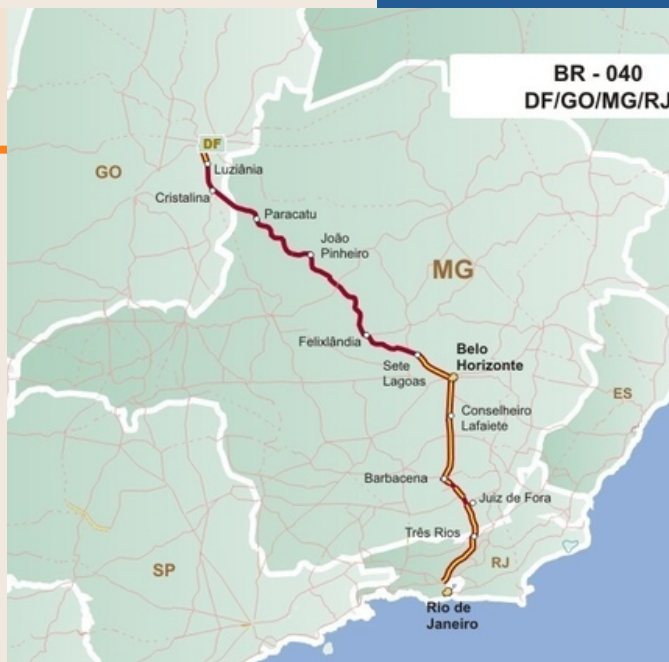 BR - 040
DF/GO/MG/RJ
DF
GO
Luziânia
Cristalina
Paracatu
João
Pinheiro
MG
Felixlândia
Sete
Lagoas
Belo
Horizonte
ES
Conselheiro
Lafaiete
Barbacena
Juiz de Fora
Três Rios
SP
RJ
Rio de
Janeiro